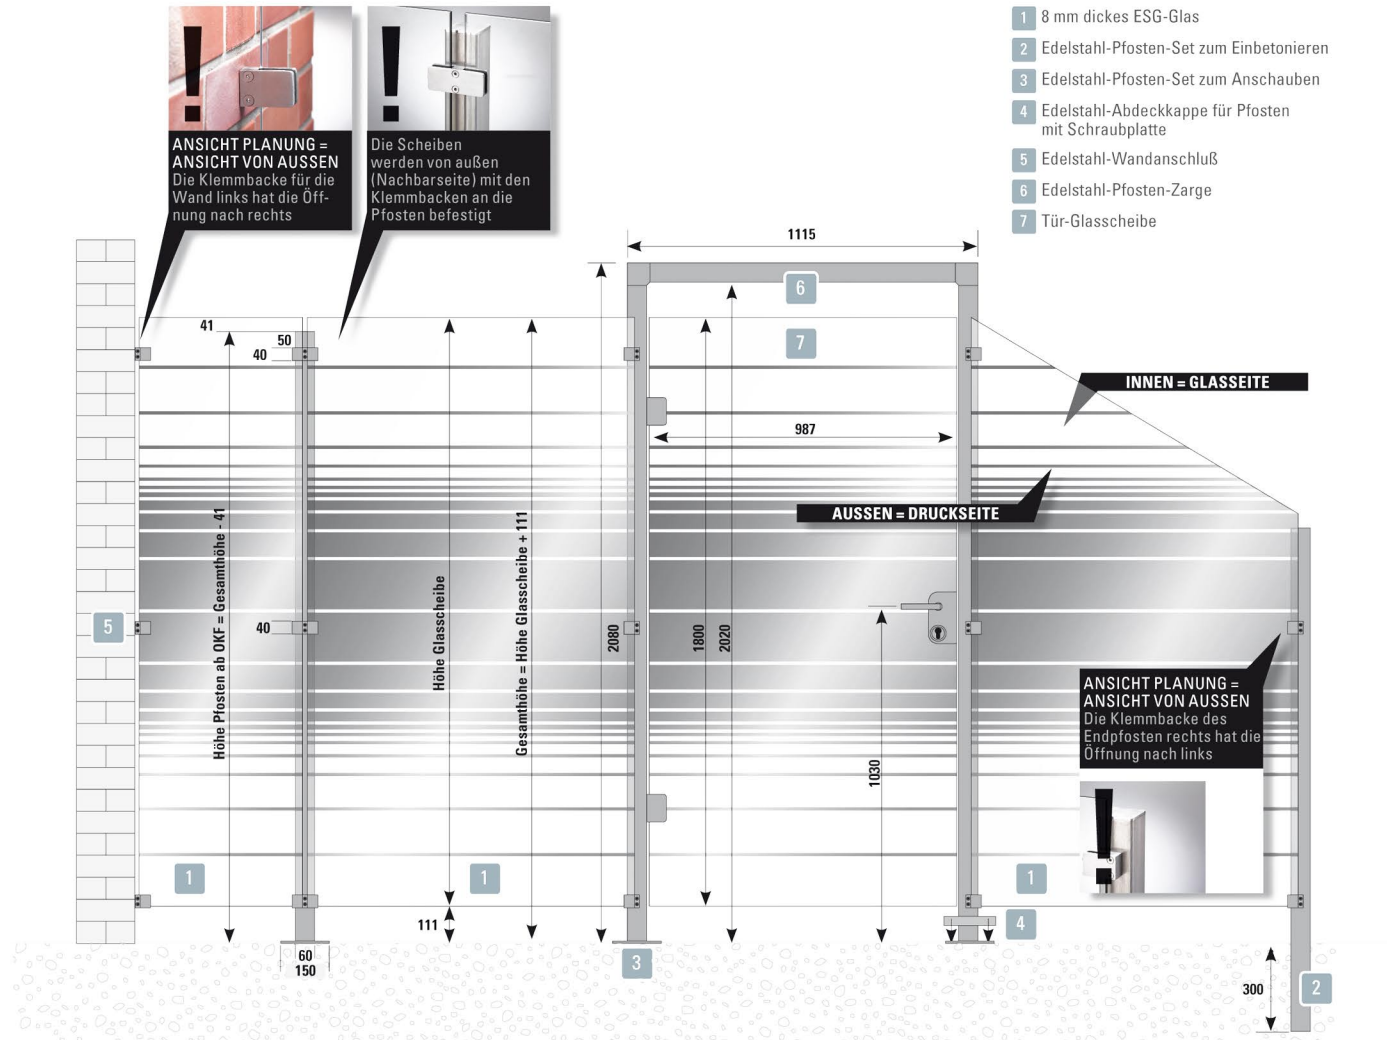 ANSICHT PLANUNG =
ANSICHT VON AUSSEN
Die Klemmbacke für die
Wand links hat die Öff-
nung nach rechts
Die Scheiben
werden von außen
(Nachbarseite) mit den
Klemmbacken an die
Pfosten befestigt
1 8 mm dickes ESG-Glas
2 Edelstahl-Pfosten-Set zum Einbetonieren
3 Edelstahl-Pfosten-Set zum Anschauben
4 Edelstahl-Abdeckkappe für Pfosten
mit Schraubplatte
5 Edelstahl-Wandanschluß
6 Edelstahl-Pfosten-Zarge
7 Tür-Glasscheibe
1115
6
41
50
40
7
INNEN = GLASSEITE
987
AUSSEN = DRUCKSEITE
Höhe Pfosten ab OKF = Gesamthöhe - 41
Höhe Glasscheibe
Gesamthöhe = Höhe Glasscheibe + 111
2080
1800
2020
5
40
1030
ANSICHT PLANUNG =
ANSICHT VON AUSSEN
Die Klemmbacke des
Endpfosten rechts hat die
Öffnung nach links
1
1
1
111
4
60
150
3
300
2